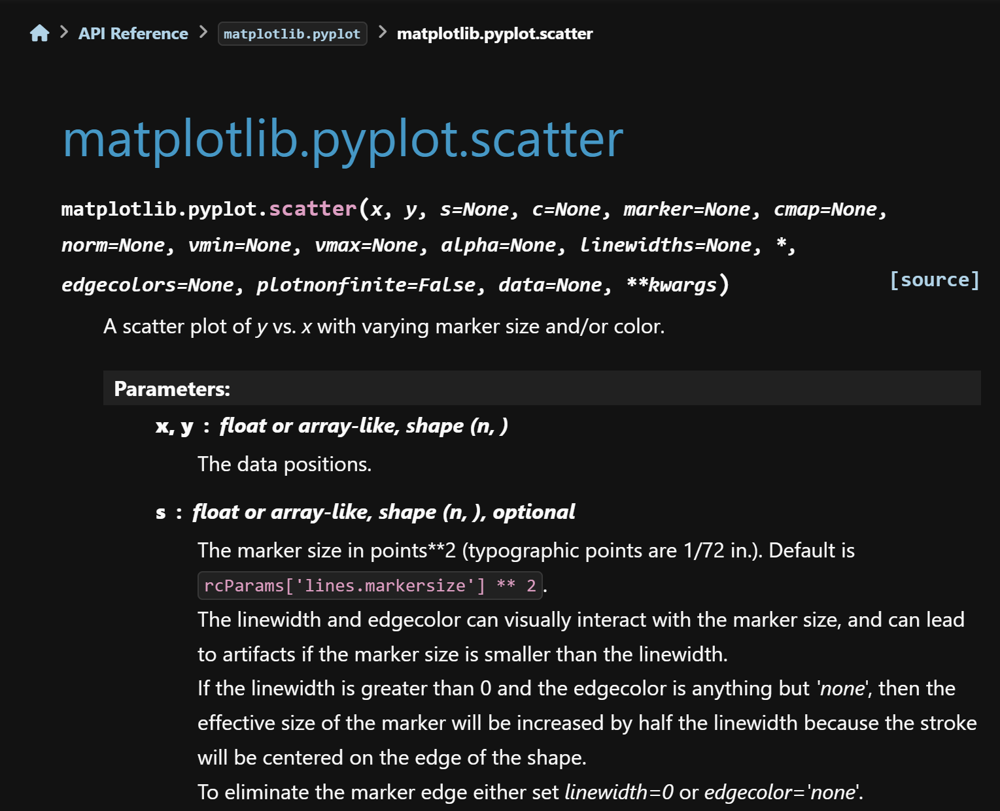 API Reference > matplotlib.pyplot > matplotlib.pyplot.scatter
matplotlib.pyplot.scatter
matplotlib.pyplot.scatter(x, y, s=None, c=None, marker=None, cmap=None,
norm=None, vmin=None, vmax=None, alpha=None, linewidths=None, *,
edgecolors=None, plotnonfinite=False, data=None, **kwargs) [source]
A scatter plot of y vs. x with varying marker size and/or color.
Parameters:
x, y : float or array-like, shape (n, )
The data positions.
s : float or array-like, shape (n, ), optional
The marker size in points**2 (typographic points are 1/72 in.). Default is
rcParams['lines.markersize'] ** 2.
The linewidth and edgecolor can visually interact with the marker size, and can lead
to artifacts if the marker size is smaller than the linewidth.
If the linewidth is greater than 0 and the edgecolor is anything but 'none', then the
effective size of the marker will be increased by half the linewidth because the stroke
will be centered on the edge of the shape.
To eliminate the marker edge either set linewidth=0 or edgecolor='none'.